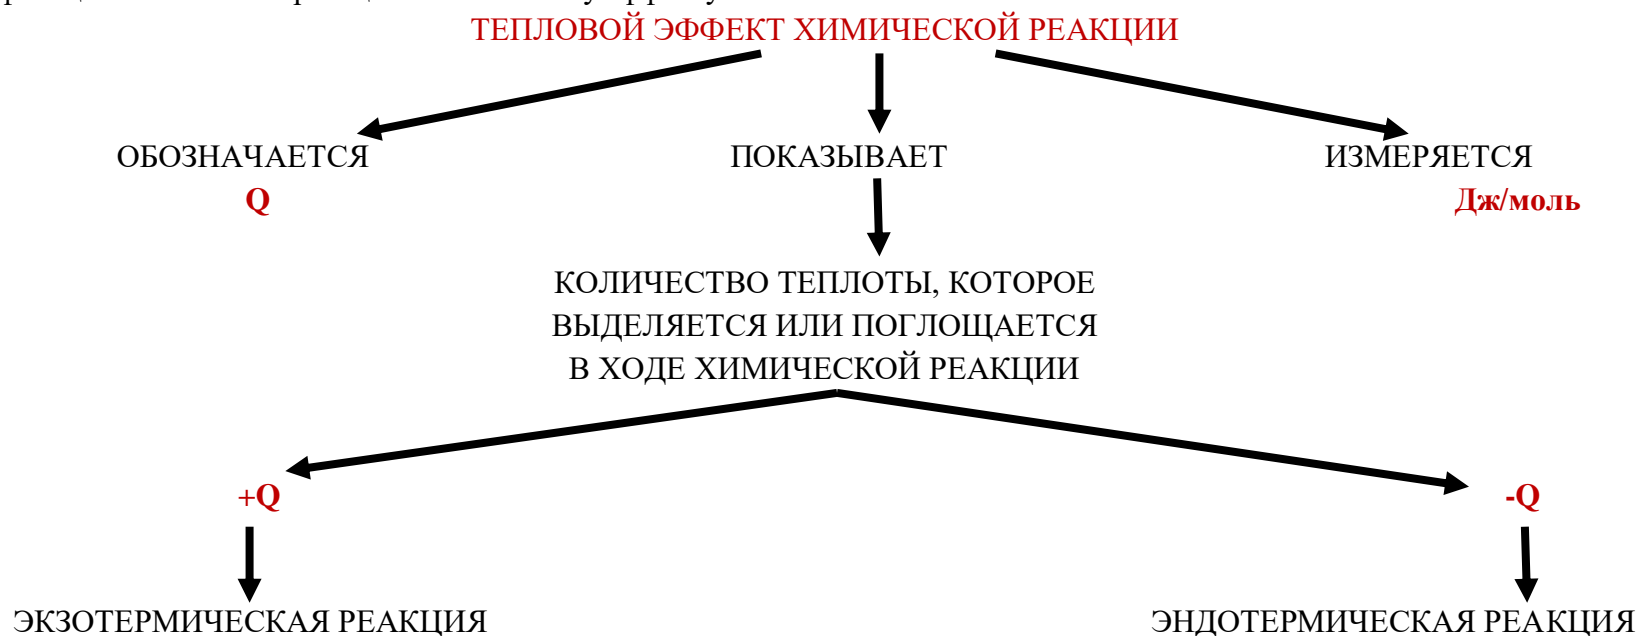 ТЕПЛОВОЙ ЭФФЕКТ ХИМИЧЕСКОЙ РЕАКЦИИ
ОБОЗНАЧАЕТСЯ
Q
ПОКАЗЫВАЕТ
ИЗМЕРЯЕТСЯ
Дж/моль
КОЛИЧЕСТВО ТЕПЛОТЫ, КОТОРОЕ
ВЫДЕЛЯЕТСЯ ИЛИ ПОГЛОЩАЕТСЯ
В ХОДЕ ХИМИЧЕСКОЙ РЕАКЦИИ
+Q
-Q
ЭКЗОТЕРМИЧЕСКАЯ РЕАКЦИЯ
ЭНДОТЕРМИЧЕСКАЯ РЕАКЦИЯ